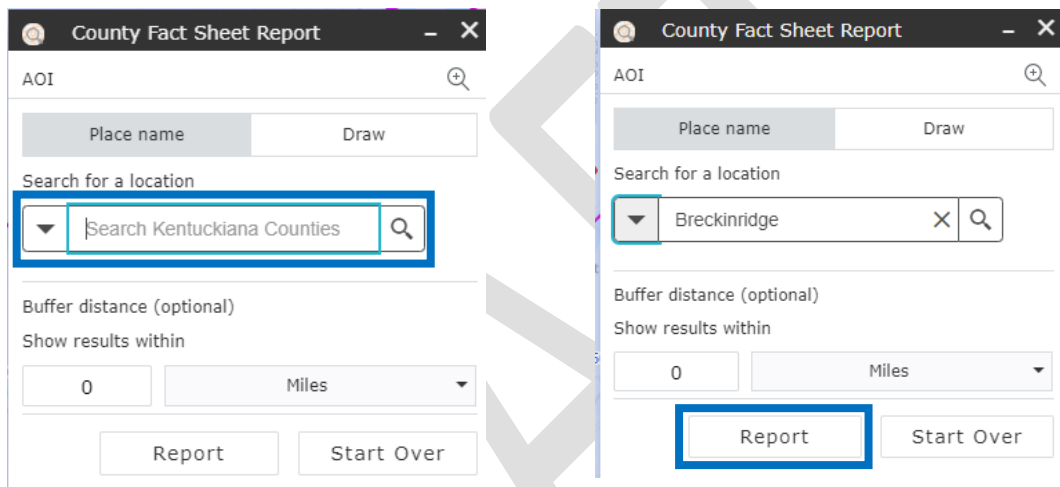 County Fact Sheet Report
AOI
Place name Draw
Search for a location
Search Kentuckiana Counties
Buffer distance (optional)
Show results within
0 Miles
Report Start Over
County Fact Sheet Report
AOI
Place name Draw
Search for a location
Breckinridge
Buffer distance (optional)
Show results within
0 Miles
Report Start Over